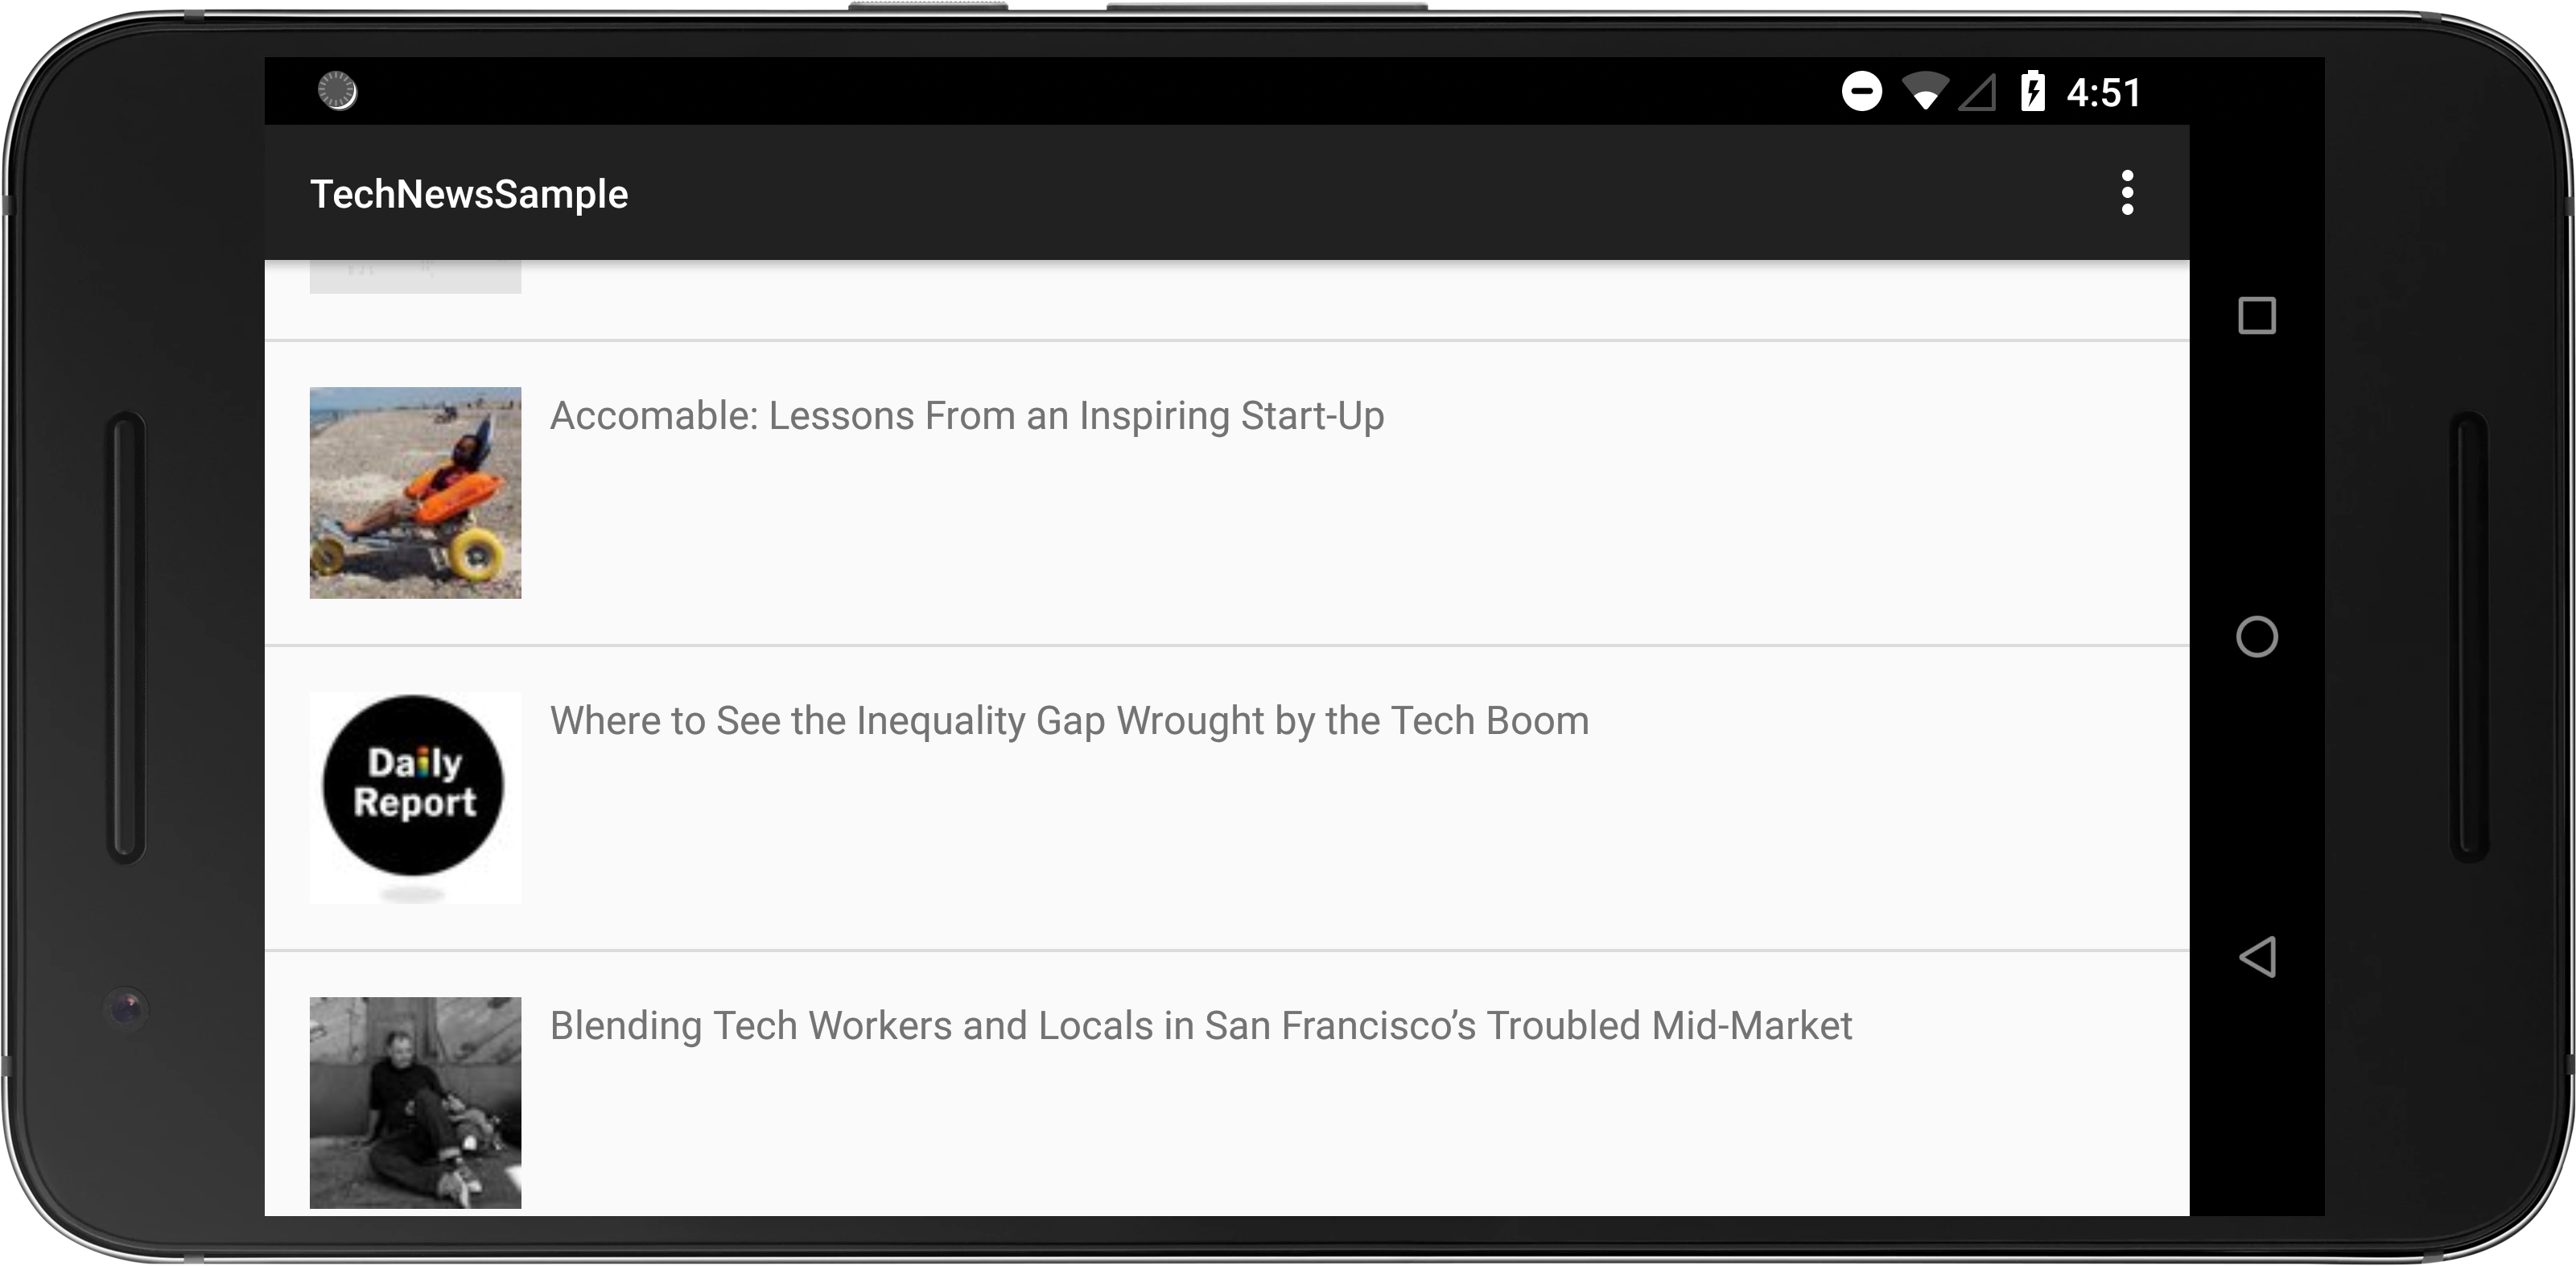 4:51
TechNewsSample
Accomable: Lessons From an Inspiring Start-Up
Where to See the Inequality Gap Wrought by the Tech Boom
Daily
Report
Blending Tech Workers and Locals in San Francisco’s Troubled Mid-Market